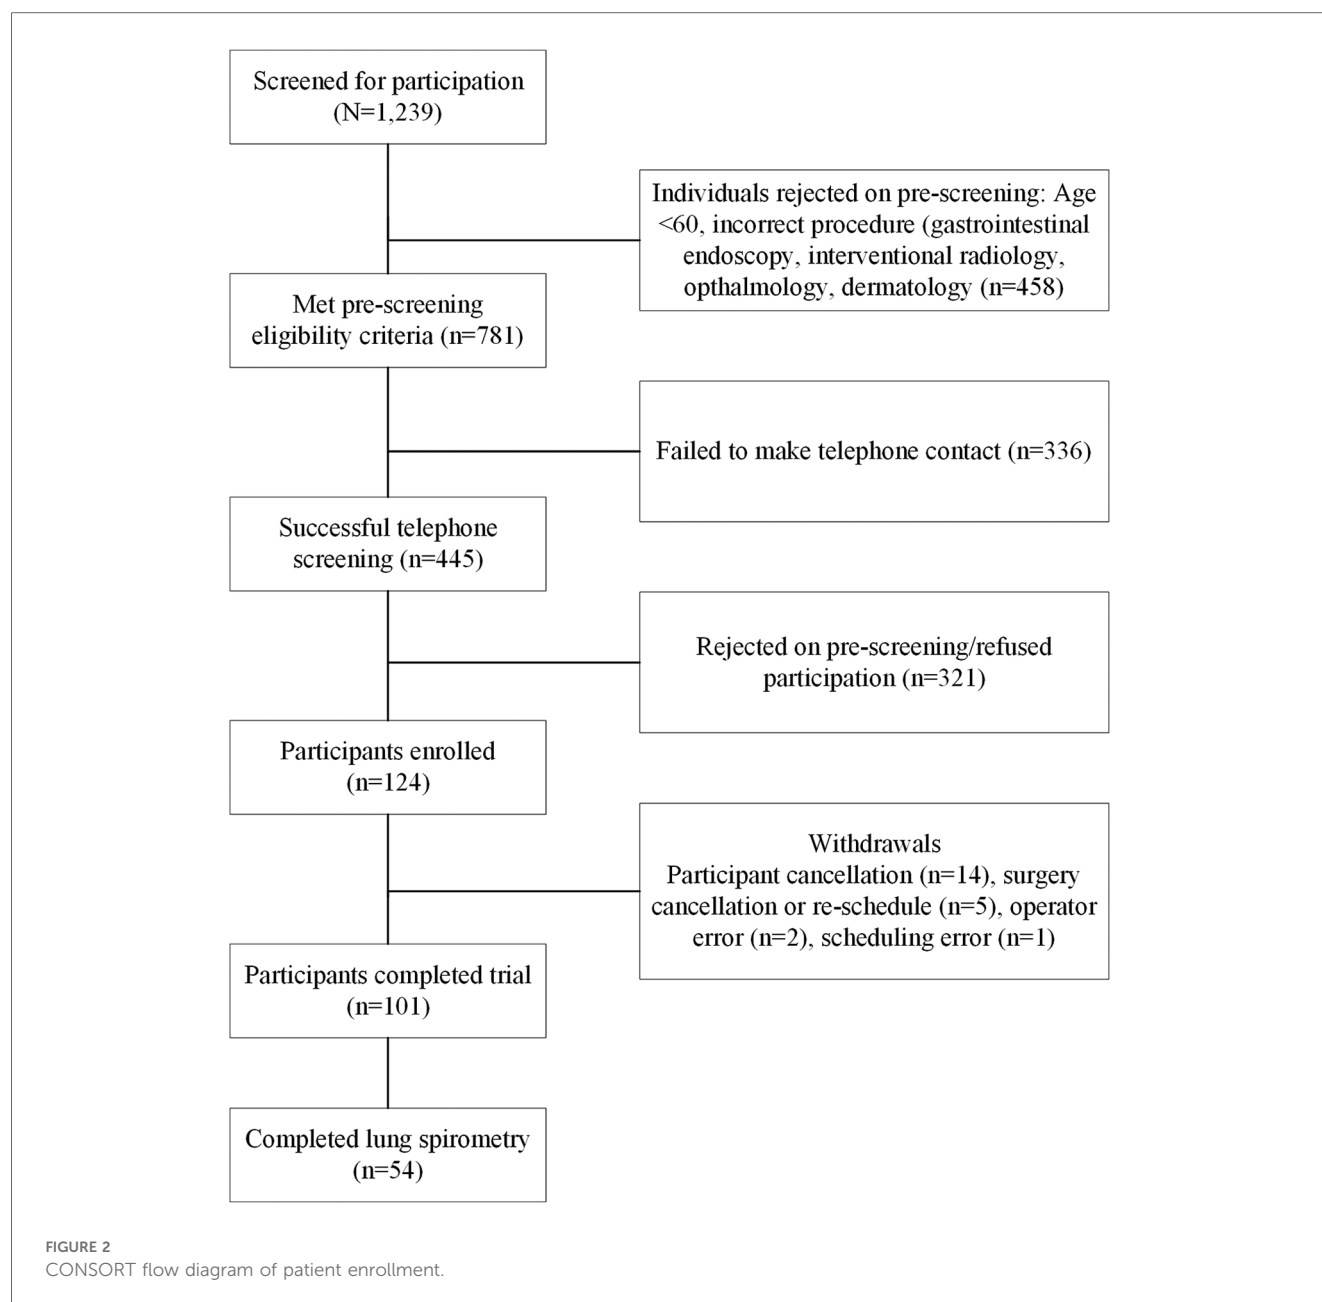 Screened for participation
(N=1,239)
Individuals rejected on pre-screening: Age
<60, incorrect procedure (gastrointestinal
endoscopy, interventional radiology,
opthalmology, dermatology (n=458)
Met pre-screening
eligibility criteria (n=781)
Failed to make telephone contact (n=336)
Successful telephone
screening (n=445)
Rejected on pre-screening/refused
participation (n=321)
Participants enrolled
(n=124)
Withdrawals
Participant cancellation (n=14), surgery
cancellation or re-schedule (n=5), operator
error (n=2), scheduling error (n=1)
Participants completed trial
(n=101)
Completed lung spirometry
(n=54)
FIGURE 2
CONSORT flow diagram of patient enrollment.